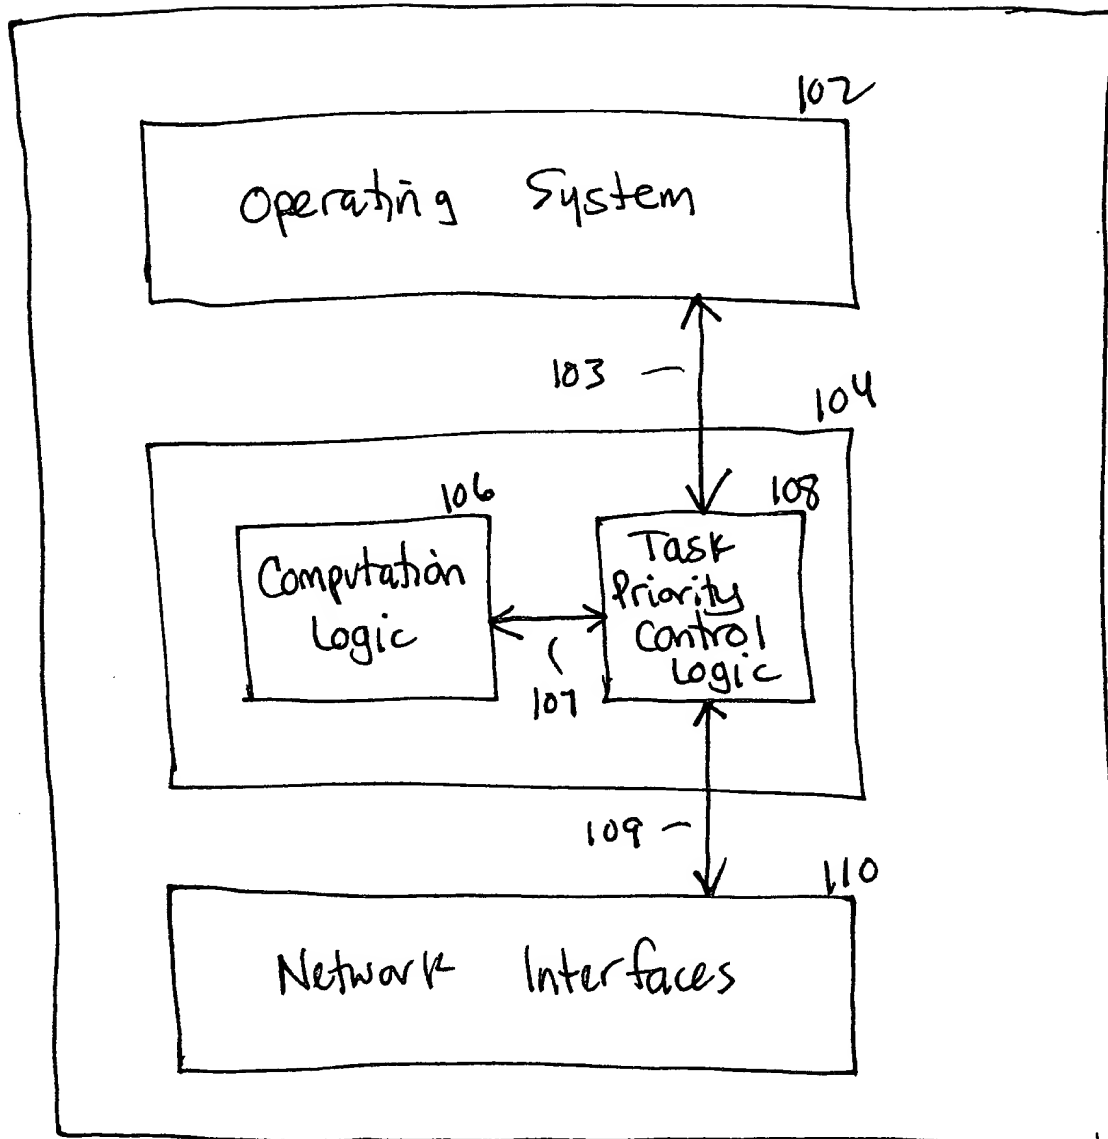 102
Operating System
103
104
106
108
Computation
Logic
Task
Priority
Control
Logic
107
109
110
Network Interfaces